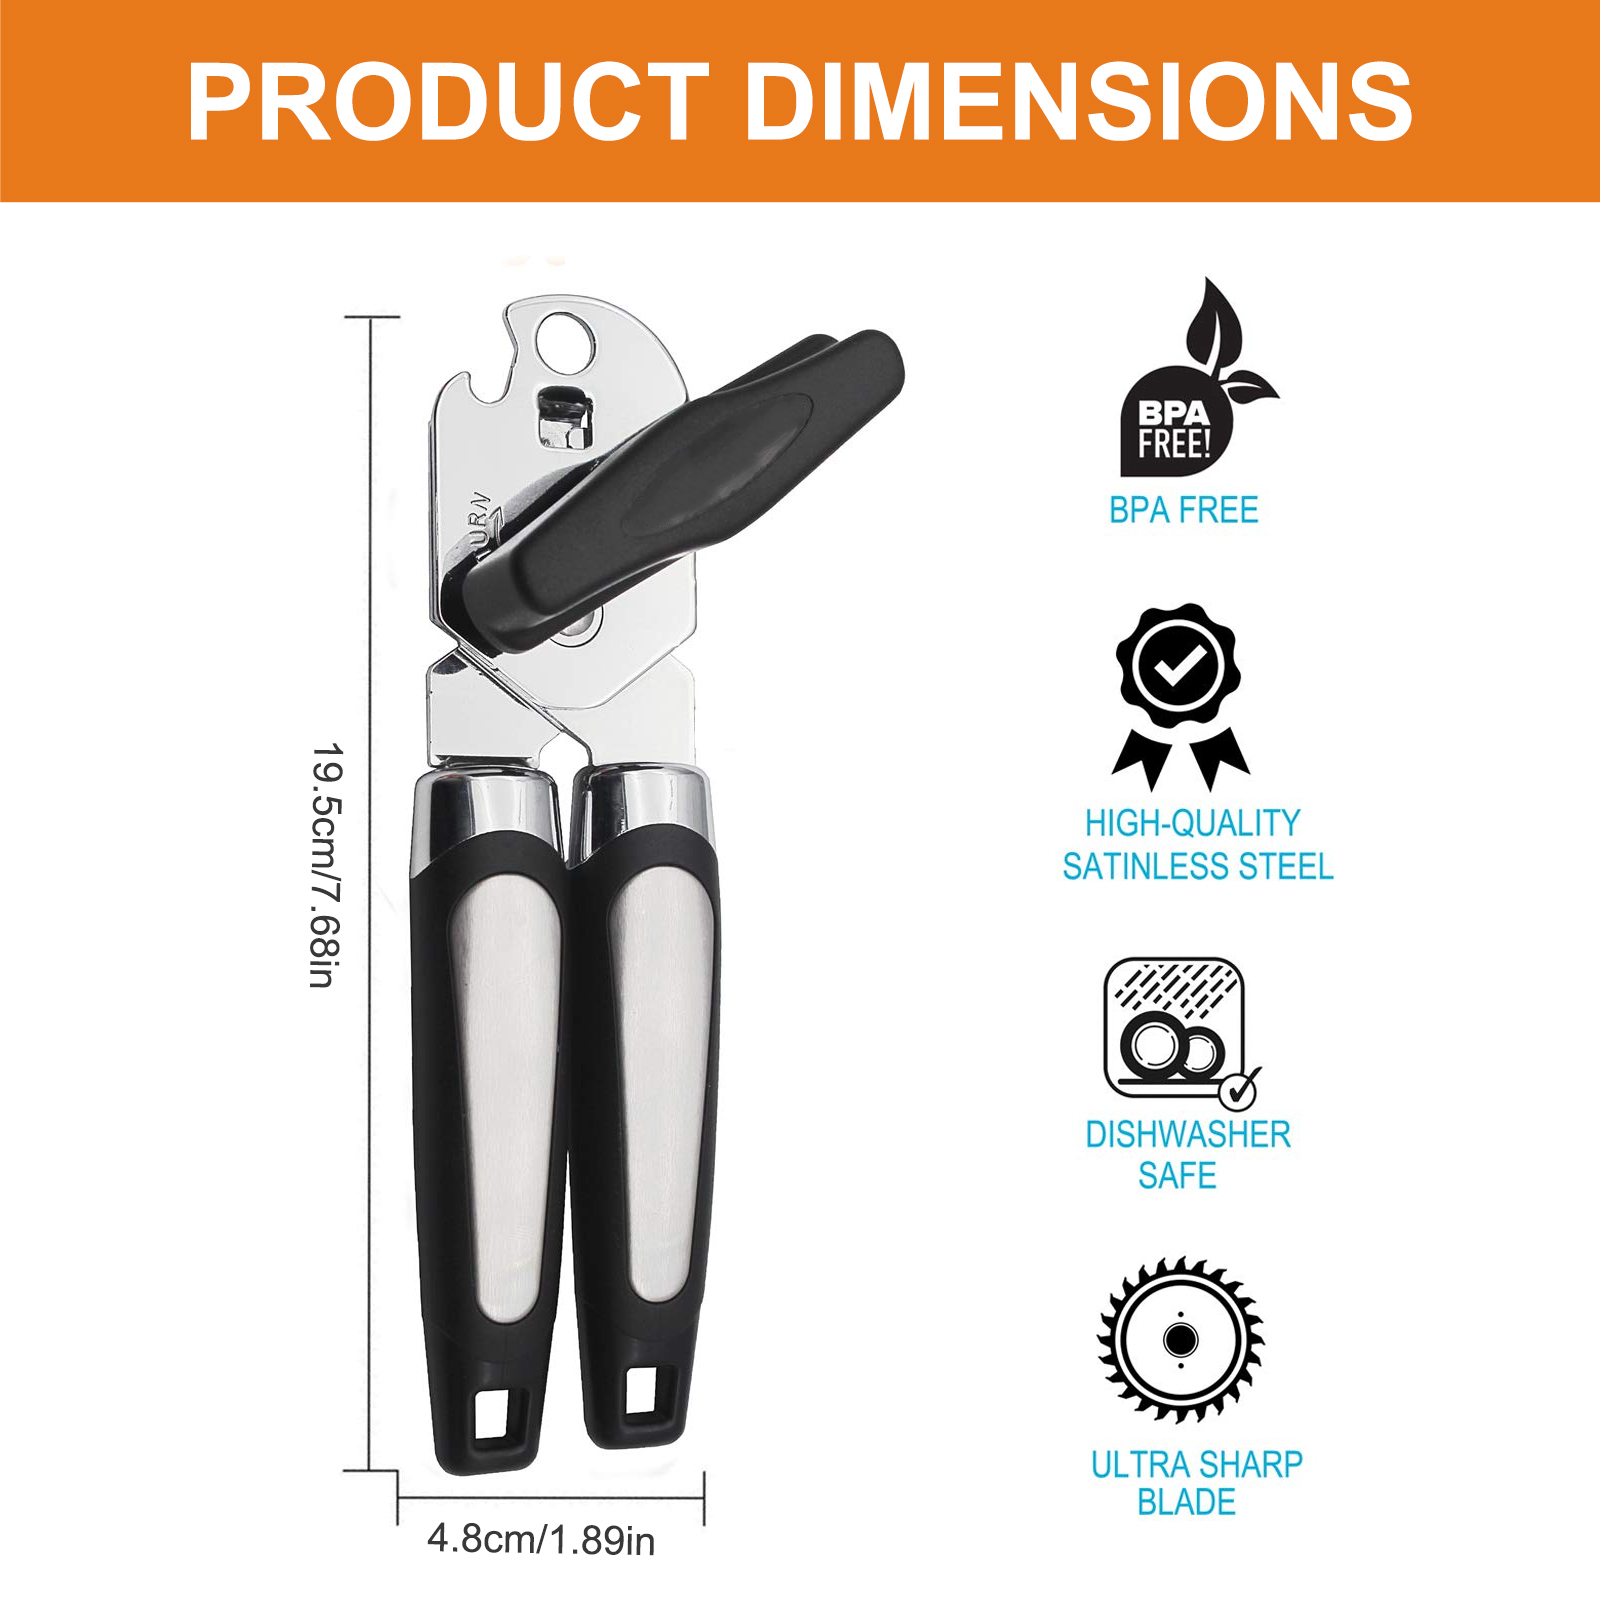 PRODUCT DIMENSIONS
URN
19.5cm/7.68in
4.8cm/1.89in
BPA
FREE!
BPA FREE
HIGH-QUALITY
SATINLESS STEEL
DISHWASHER
SAFE
ULTRA SHARP
BLADE